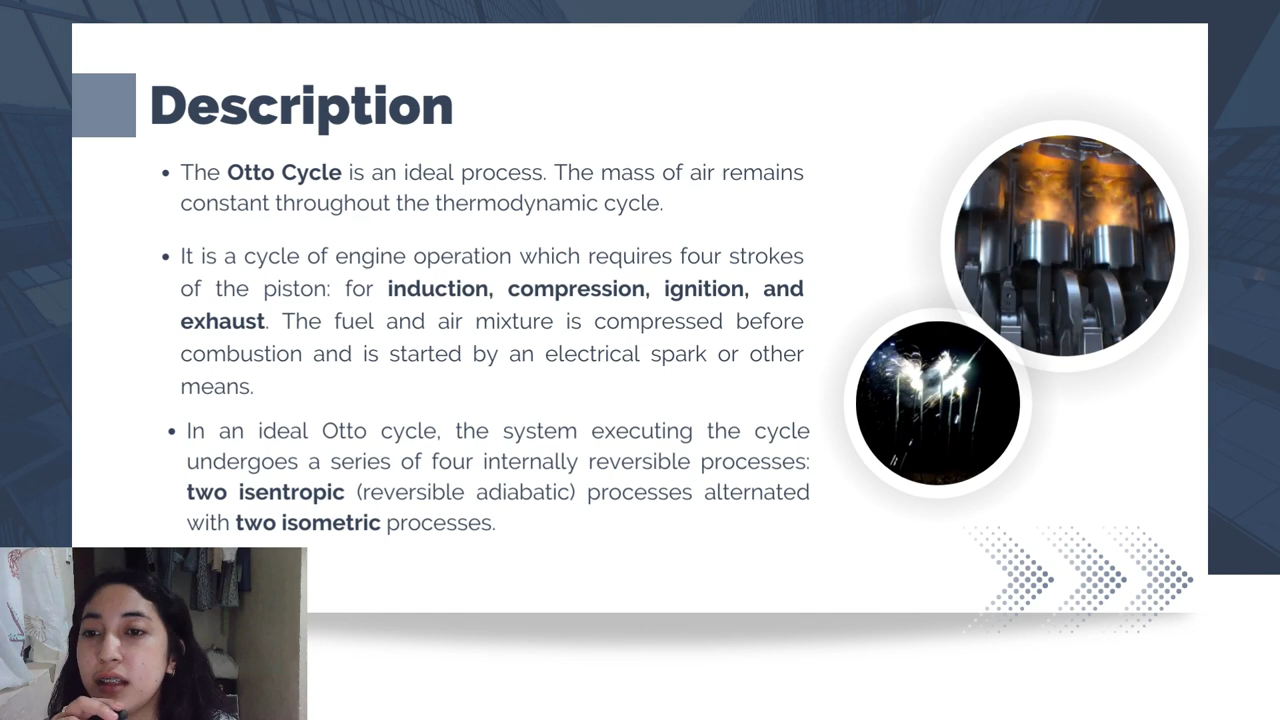 Description
• The Otto Cycle is an ideal process. The mass of air remains
constant throughout the thermodynamic cycle.
• It is a cycle of engine operation which requires four strokes
of the piston: for induction, compression, ignition, and
exhaust. The fuel and air mixture is compressed before
combustion and is started by an electrical spark or other
means.
• In an ideal Otto cycle, the system executing the cycle
undergoes a series of four internally reversible processes:
two isentropic (reversible adiabatic) processes alternated
with two isometric processes.